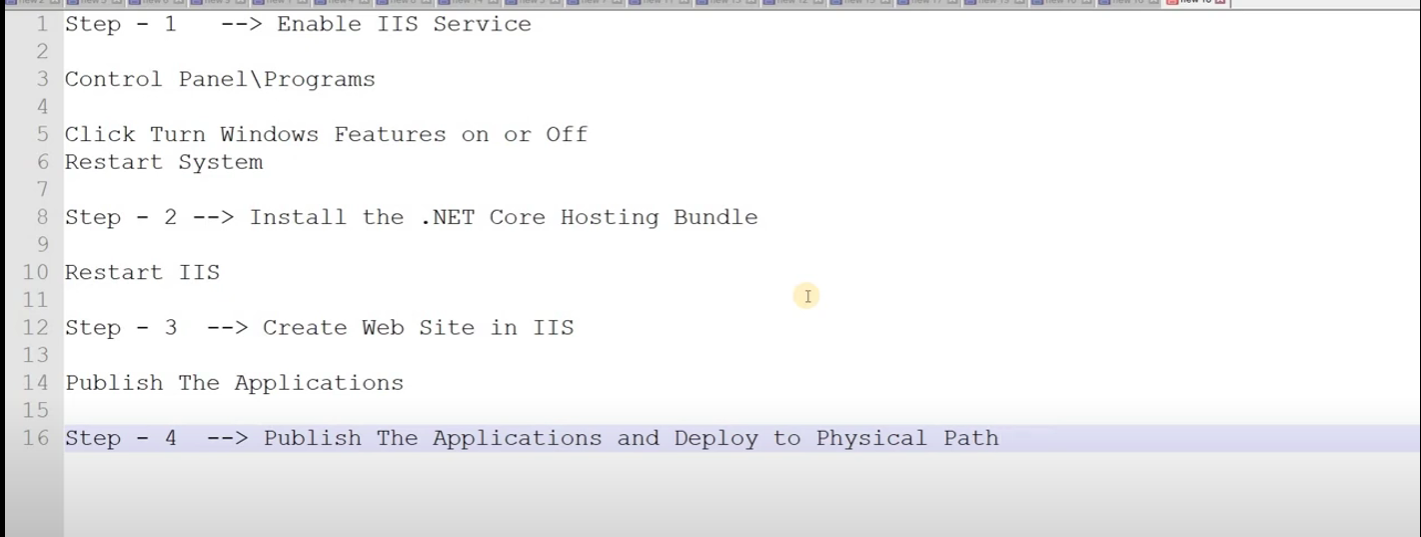 1 Step - 1 --> Enable IIS Service
2
3 Control Panel\Programs
4
5 Click Turn Windows Features on or Off
6 Restart System
7
8 Step - 2 --> Install the .NET Core Hosting Bundle
9
10 Restart IIS
11
12 Step - 3 --> Create Web Site in IIS
13
14 Publish The Applications
15
16 Step - 4 --> Publish The Applications and Deploy to Physical Path